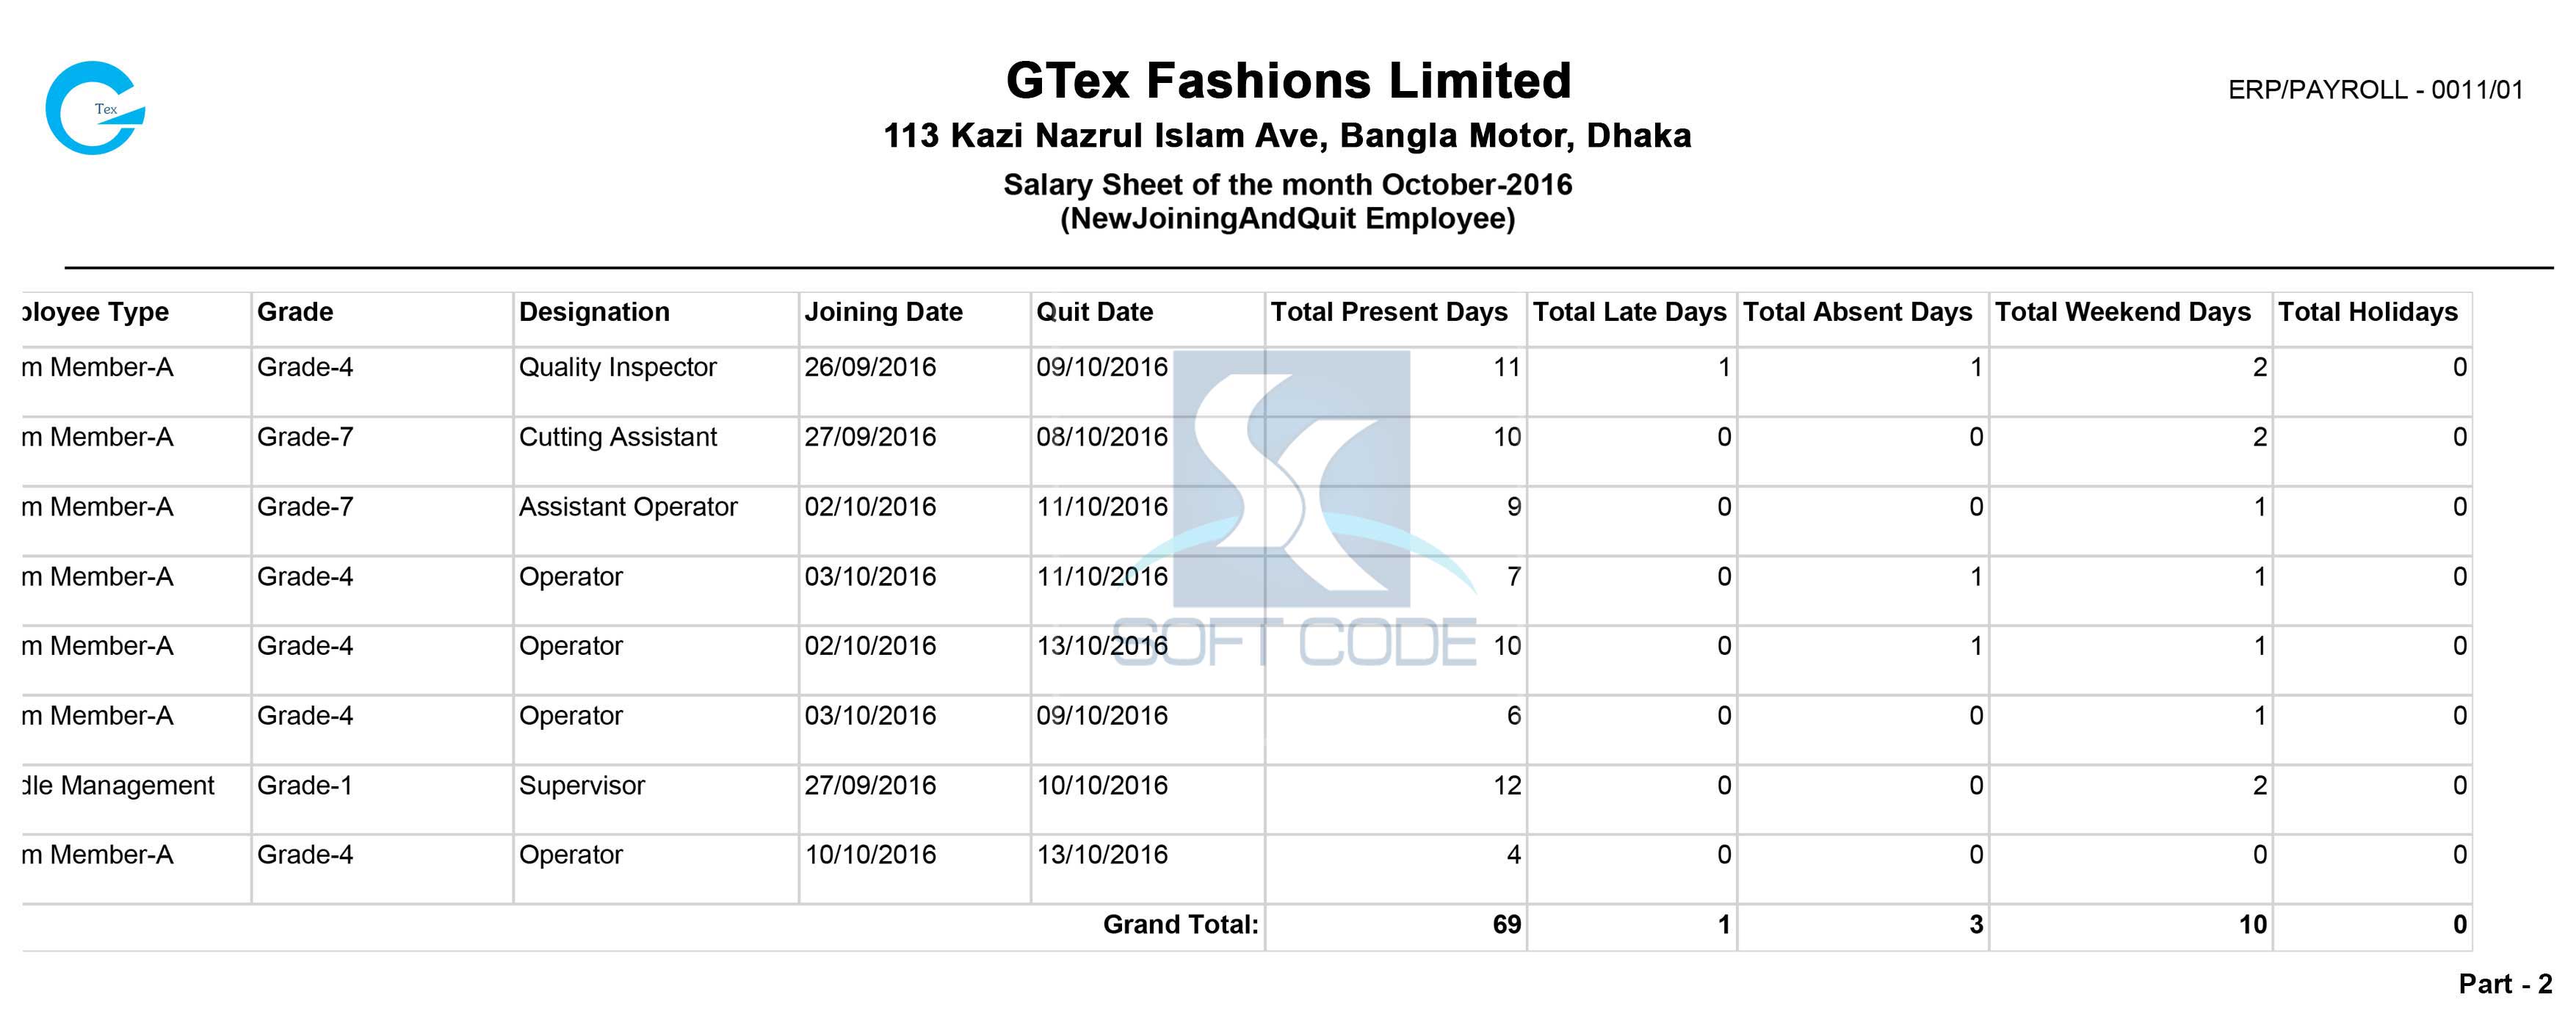 Tex
GTex Fashions Limited
ERP/PAYROLL - 0011/01
113 Kazi Nazrul Islam Ave, Bangla Motor, Dhaka
Salary Sheet of the month October-2016
(NewJoiningAndQuit Employee)
ployee Type Grade Designation Joining Date Quit Date Total Present Days Total Late Days Total Absent Days Total Weekend Days Total Holidays
m Member-A Grade-4 Quality Inspector 26/09/2016 09/10/2016 11 1 1 2 0
m Member-A Grade-7 Cutting Assistant 27/09/2016 08/10/2016 10 0 0 2 0
m Member-A Grade-7 Assistant Operator 02/10/2016 11/10/2016 9 0 0 1 0
m Member-A Grade-4 Operator 03/10/2016 11/10/2016 7 0 1 1 0
m Member-A Grade-4 Operator 02/10/2016 13/10/2016 10 0 1 1 0
SOFT CODE
m Member-A Grade-4 Operator 03/10/2016 09/10/2016 6 0 0 1 0
dle Management Grade-1 Supervisor 27/09/2016 10/10/2016 12 0 0 2 0
m Member-A Grade-4 Operator 10/10/2016 13/10/2016 4 0 0 0 0
Grand Total: 69 1 3 10 0
Part - 2